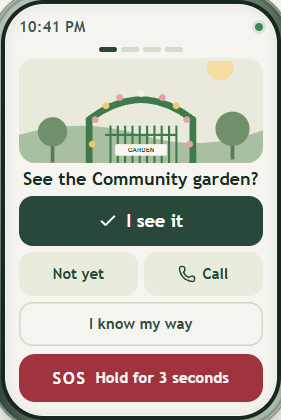 10:41 PM
GARDEN
See the Community garden?
I see it
Not yet
Call
I know my way
SOS Hold for 3 seconds